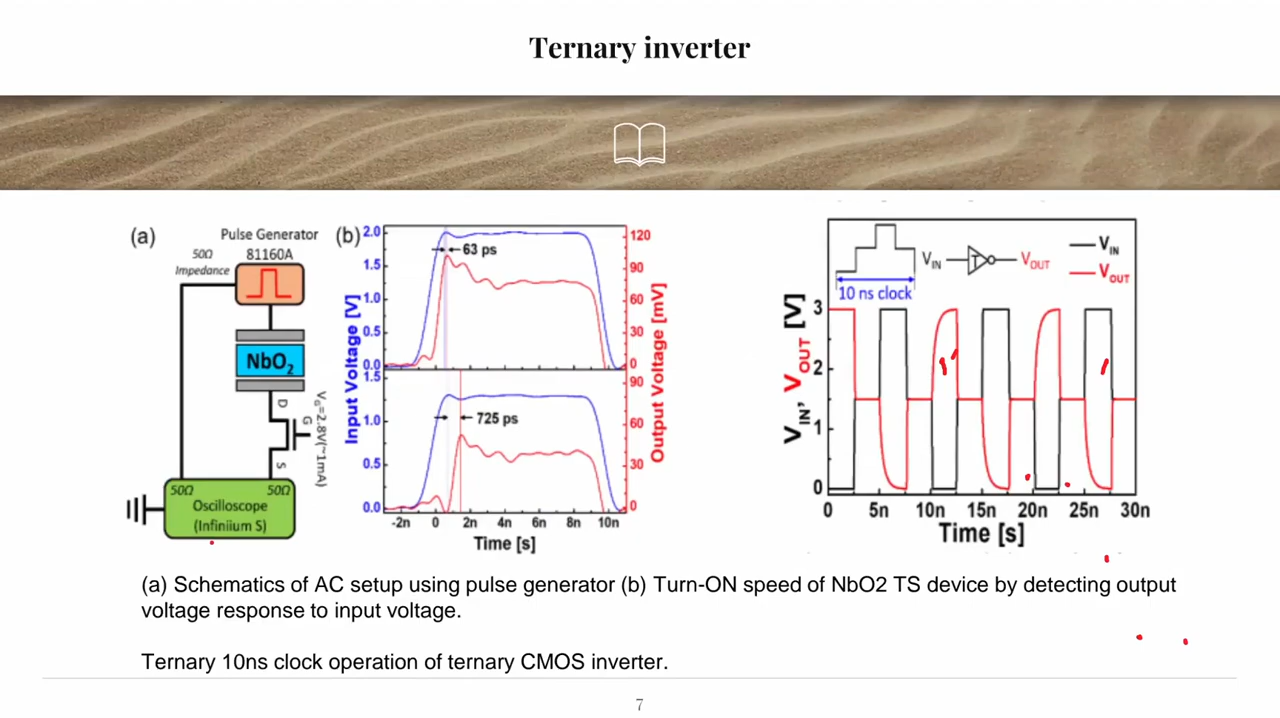 Ternary inverter
(a)
Pulse Generator
81160A
50Ω
Impedance
NbO2
D
G
S
VG=2.8V(~1mA)
50Ω 50Ω
Oscilloscope
(Infiniium S)
(b)
Input Voltage [V]
2.0
1.5
1.0
0.5
0.0
63 ps
120
90
60
30
0
Output Voltage [mV]
1.5
1.0
0.5
0.0
725 ps
90
60
30
0
-2n 0 2n 4n 6n 8n 10n
Time [s]
VIN VOUT
T
10 ns clock
VIN
VOUT
VIN, VOUT [V]
3
2
1
0
0 5n 10n 15n 20n 25n 30n
Time [s]
(a) Schematics of AC setup using pulse generator (b) Turn-ON speed of NbO2 TS device by detecting output
voltage response to input voltage.
Ternary 10ns clock operation of ternary CMOS inverter.
7